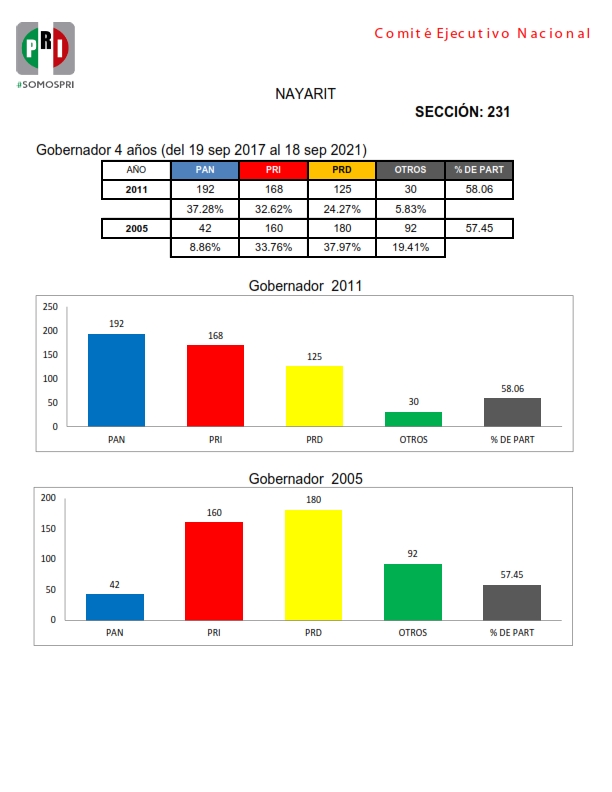 PRI
#SOMOSPRI
Comité Ejecutivo Nacional
NAYARIT
SECCIÓN: 231
Gobernador 4 años (del 19 sep 2017 al 18 sep 2021)
AÑO PAN PRI PRD OTROS % DE PART
2011 192 168 125 30 58.06
37.28% 32.62% 24.27% 5.83%
2005 42 160 180 92 57.45
8.86% 33.76% 37.97% 19.41%
Gobernador 2011
250
200
150
100
50
0
192
168
125
30
58.06
PAN PRI PRD OTROS % DE PART
Gobernador 2005
200
150
100
50
0
42
160
180
92
57.45
PAN PRI PRD OTROS % DE PART